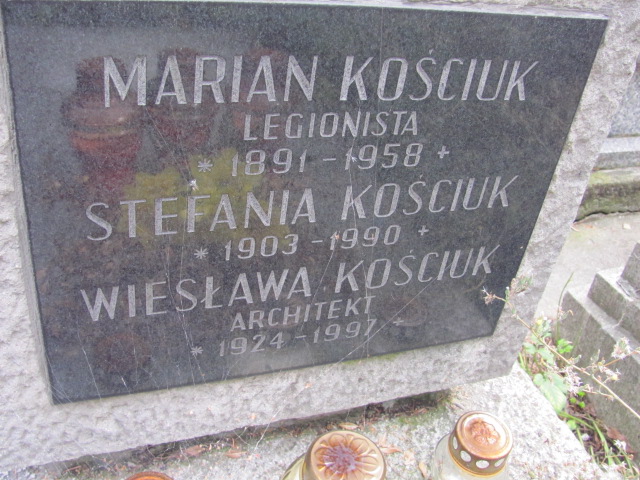 MARIAN KOŚCIUK
LEGIONISTA
* 1891 - 1958 +
STEFANIA KOŚCIUK
* 1903 - 1990 +
WIESŁAWA KOŚCIUK
ARCHITEKT
* 1924 - 1997 +